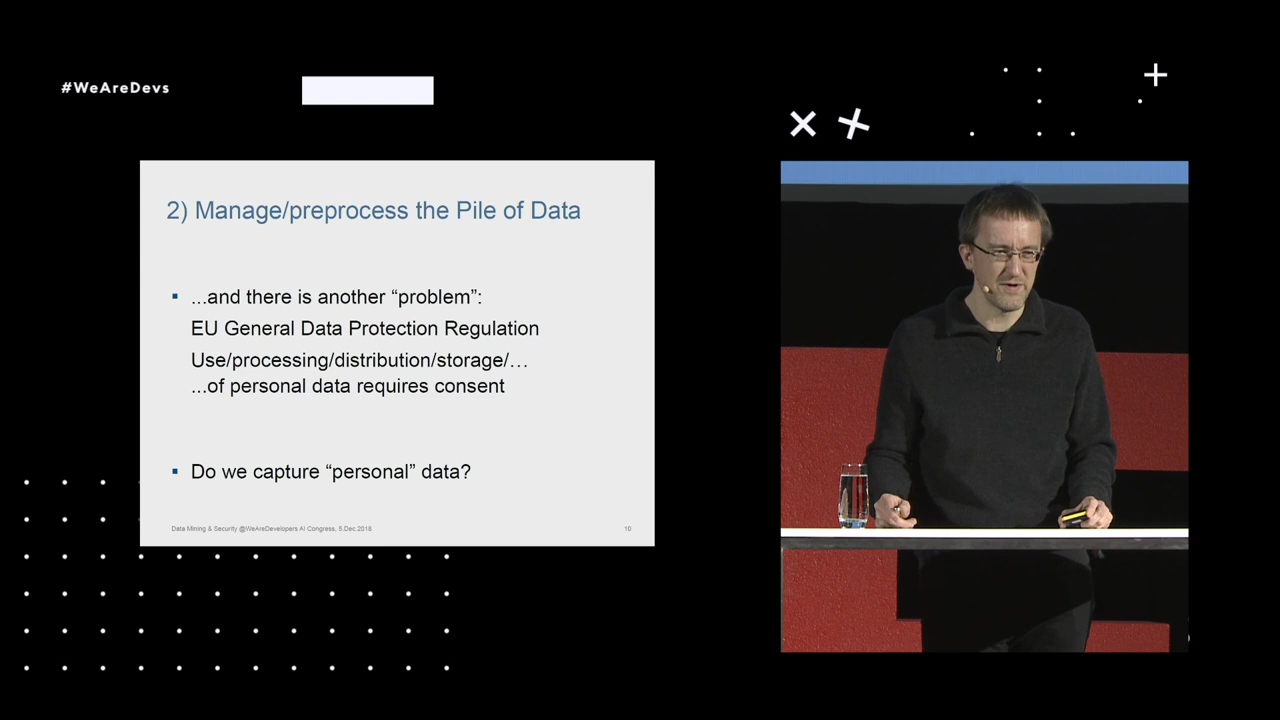 #WeAreDevs
2) Manage/preprocess the Pile of Data
...and there is another “problem”:
EU General Data Protection Regulation
Use/processing/distribution/storage/…
...of personal data requires consent
Do we capture “personal” data?
Data Mining & Security @WeAreDevelopers AI Congress, 5.Dec.2018
10